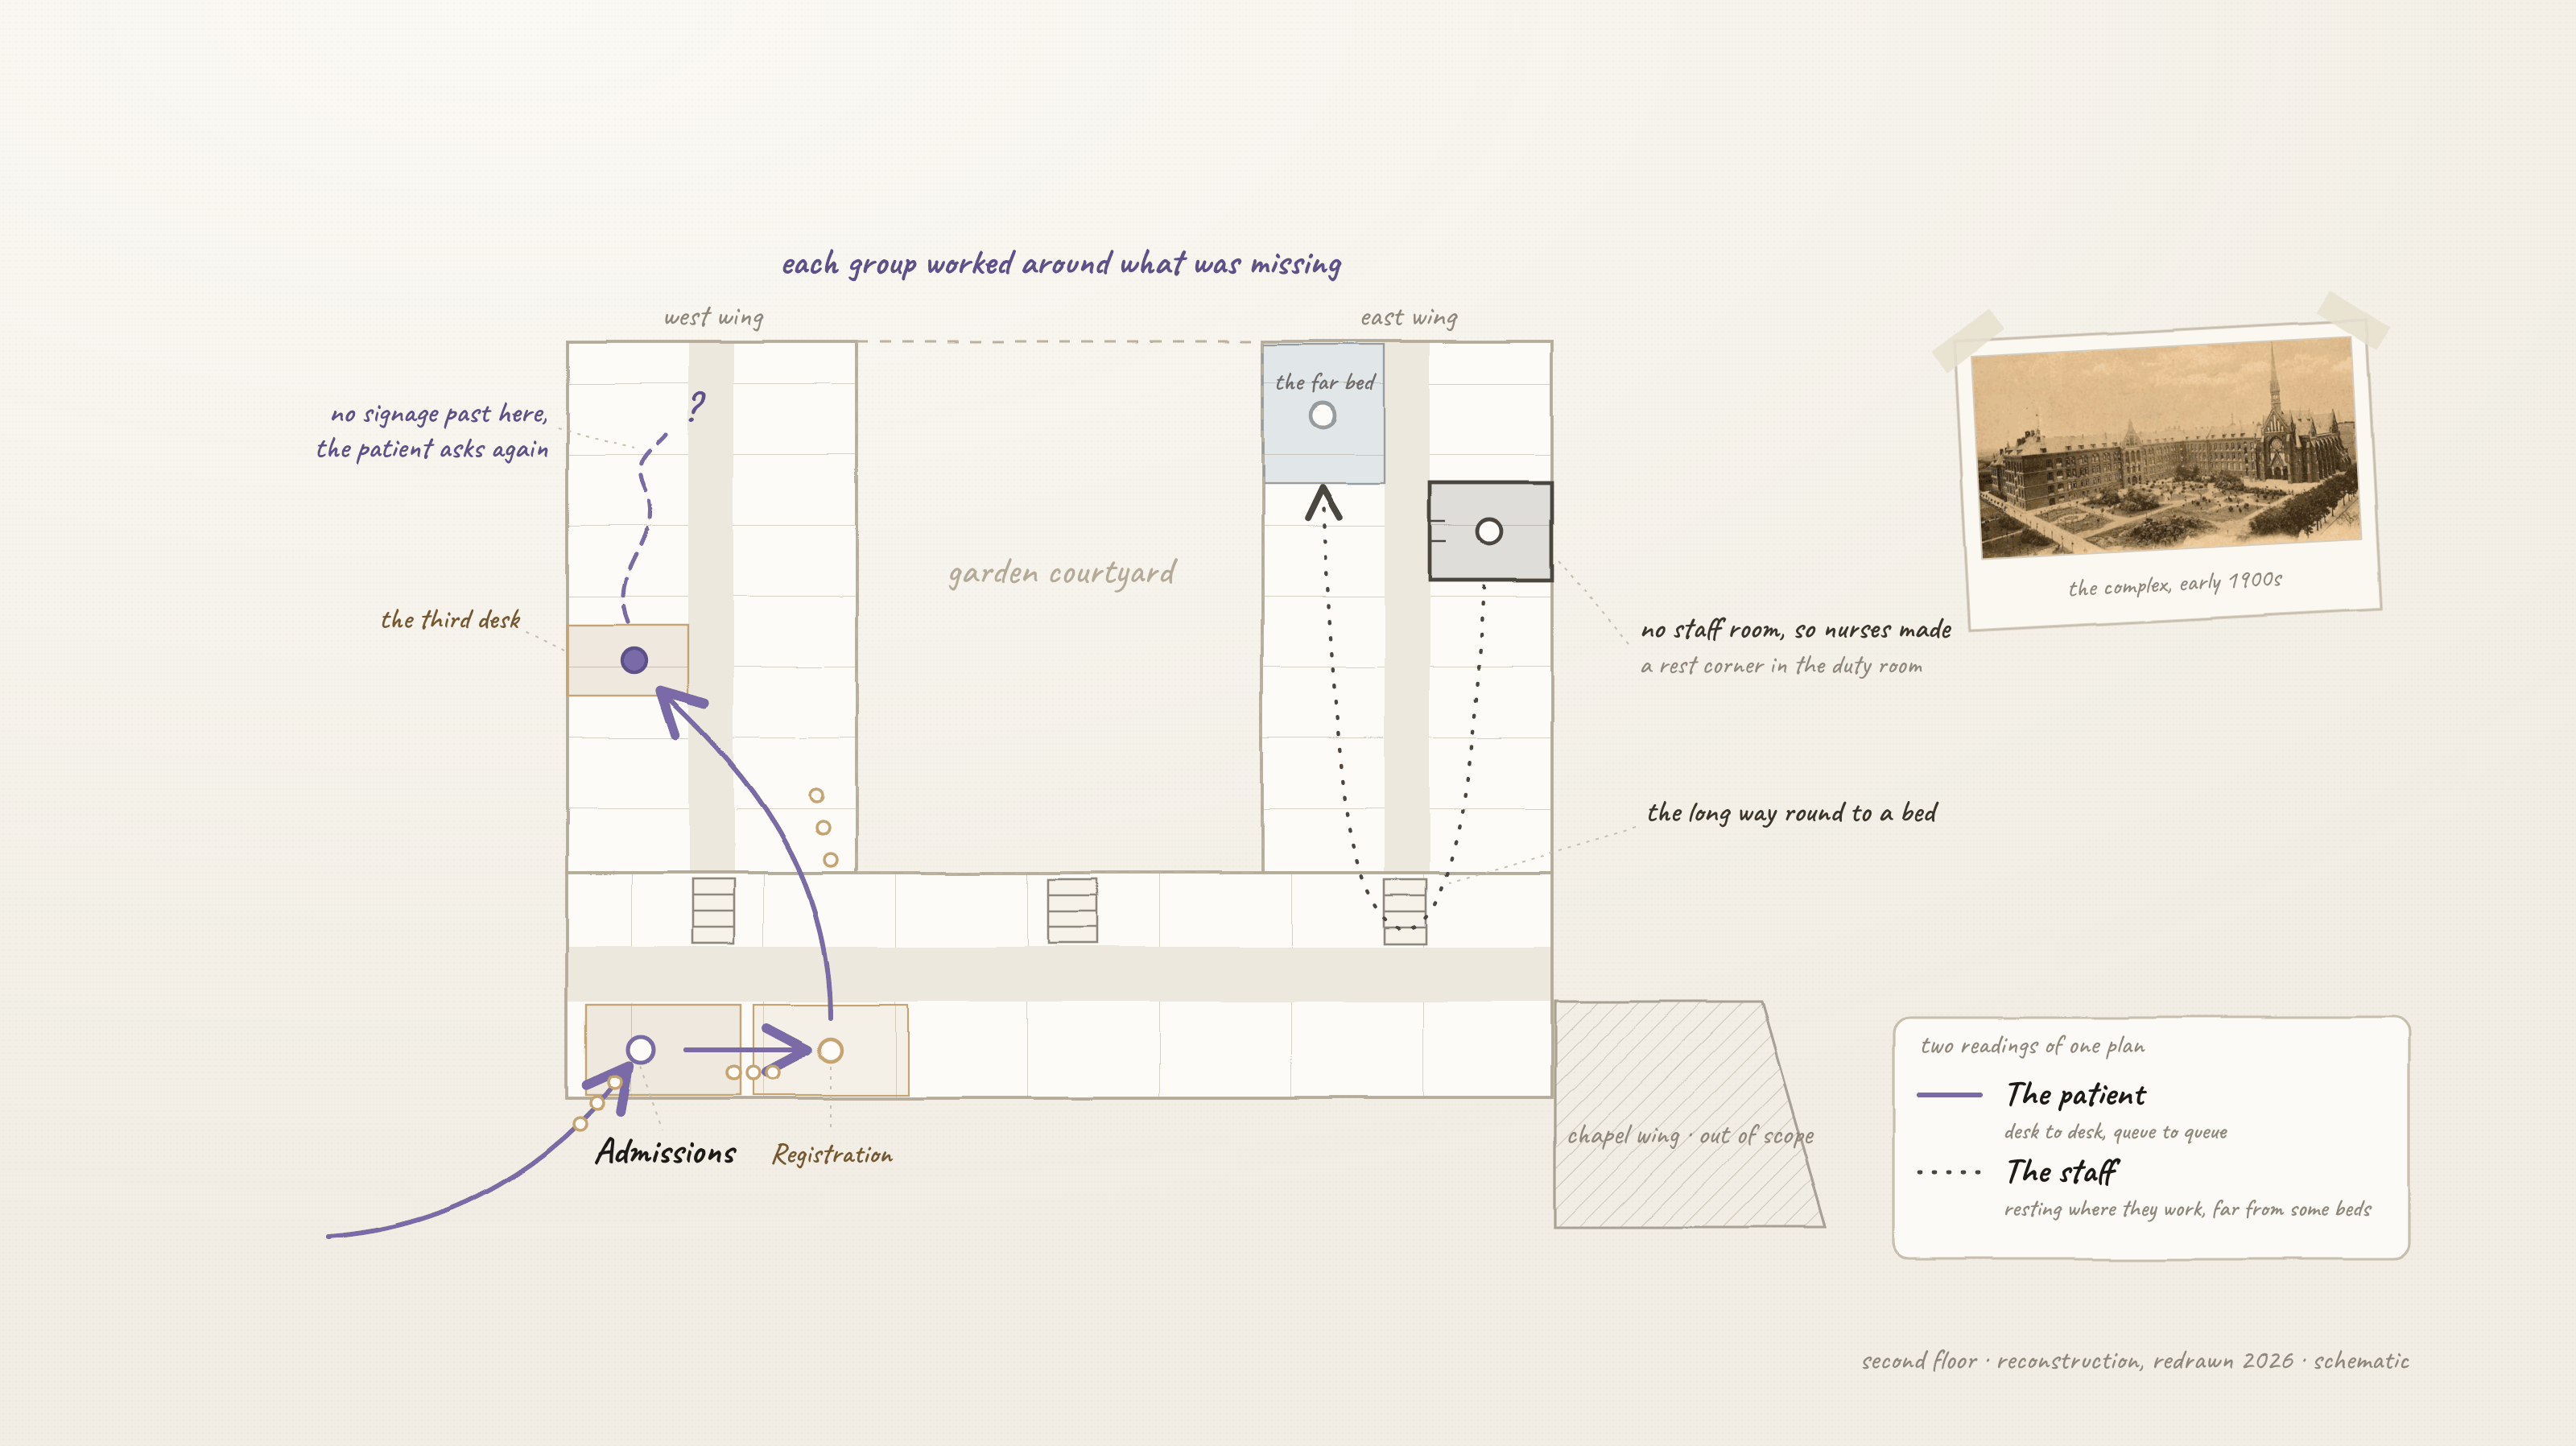 each group worked around what was missing
west wing
east wing
the far bed
?
no signage past here,
the patient asks again
garden courtyard
the complex, early 1900s
the third desk
no staff room, so nurses made
a rest corner in the duty room
the long way round to a bed
two readings of one plan
The patient
desk to desk, queue to queue
The staff
resting where they work, far from some beds
chapel wing · out of scope
Admissions
Registration
second floor · reconstruction, redrawn 2026 · schematic